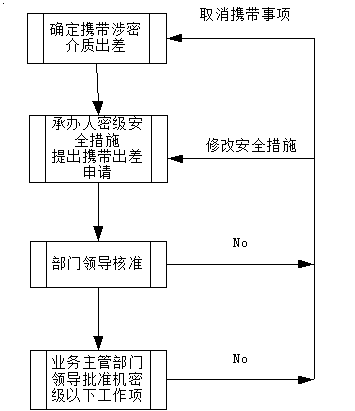 取消携带事项
确定携带涉密
介质出差
承办人密级安
全措施
提出携带出差
申请
修改安全措施
部门领导核准
No
业务主管部门
领导批准机密
级以下工作项
No